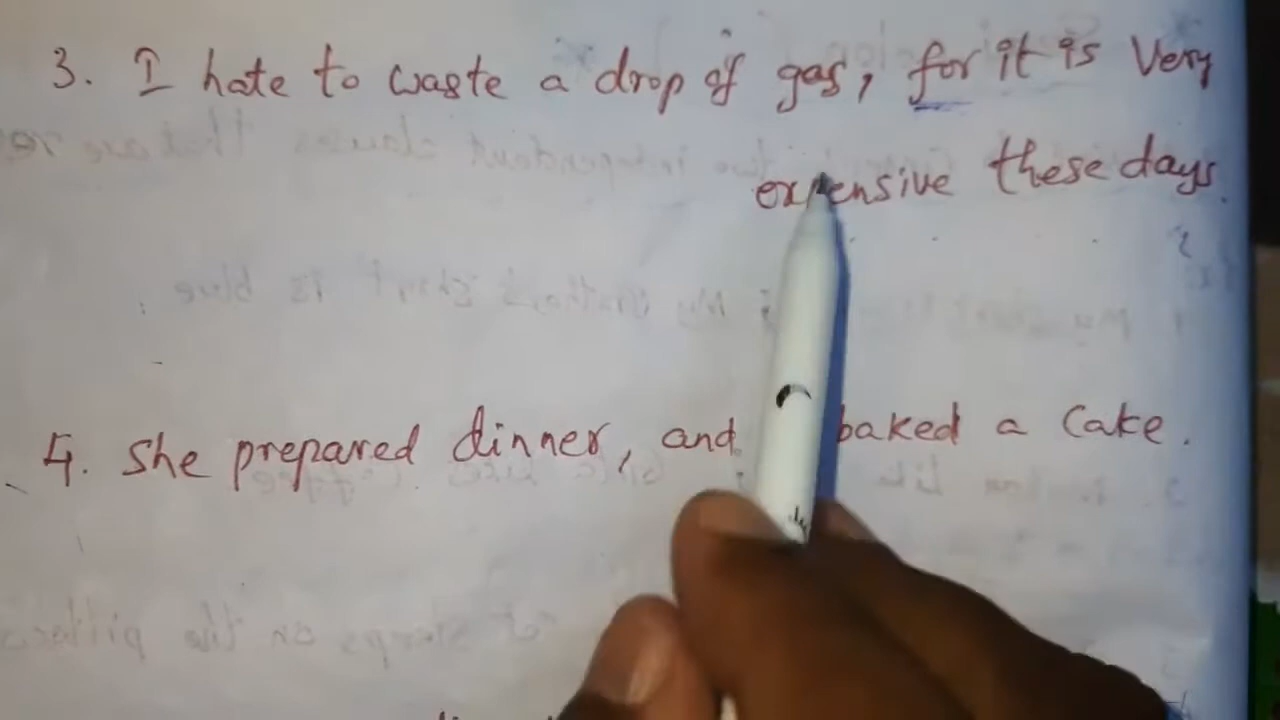 3. I hate to waste a drop of gas, for it is Very
expensive these days.
4. She prepared dinner, and baked a Cake.